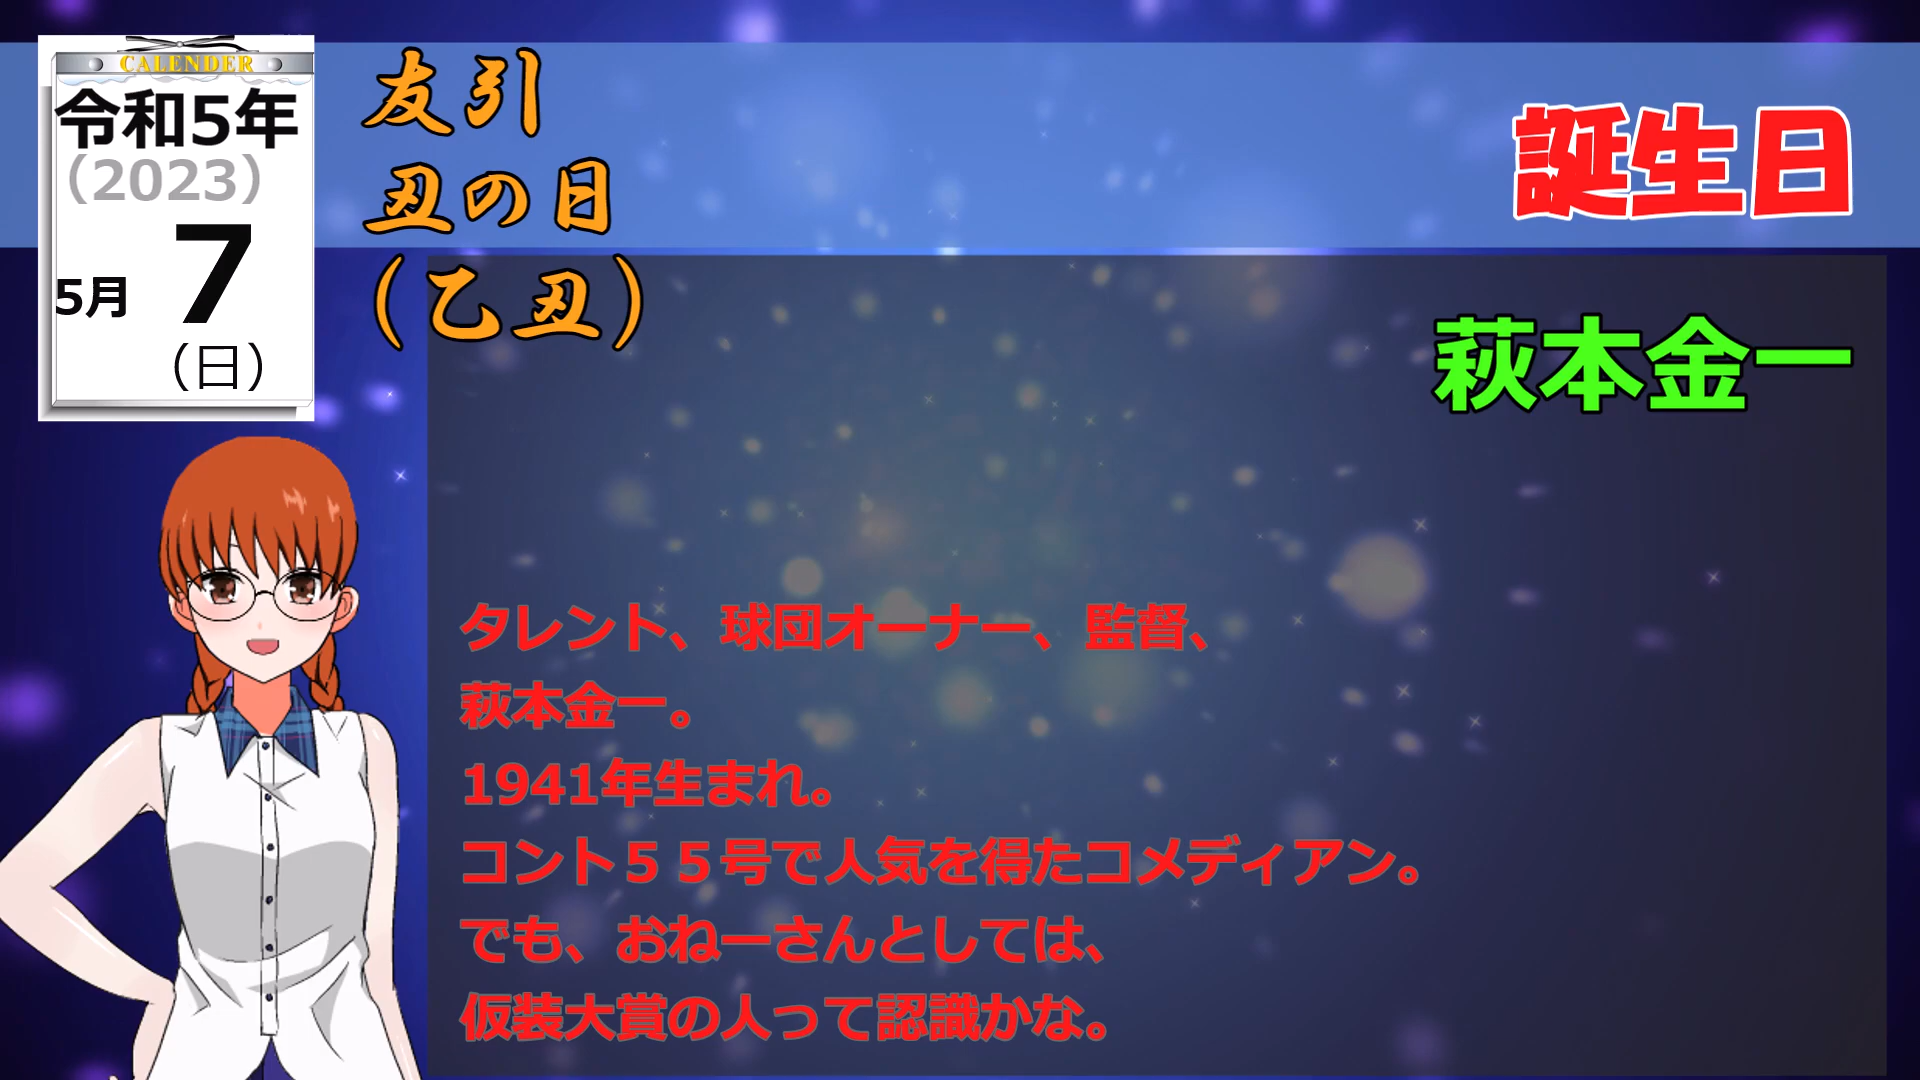 CALENDER
令和5年
（2023）
5月
7
（日）
友引
丑の日
（乙丑）
誕生日
萩本金一
タレント、球団オーナー、監督、
萩本金一。
1941年生まれ。
コント５５号で人気を得たコメディアン。
でも、おねーさんとしては、
仮装大賞の人って認識かな。